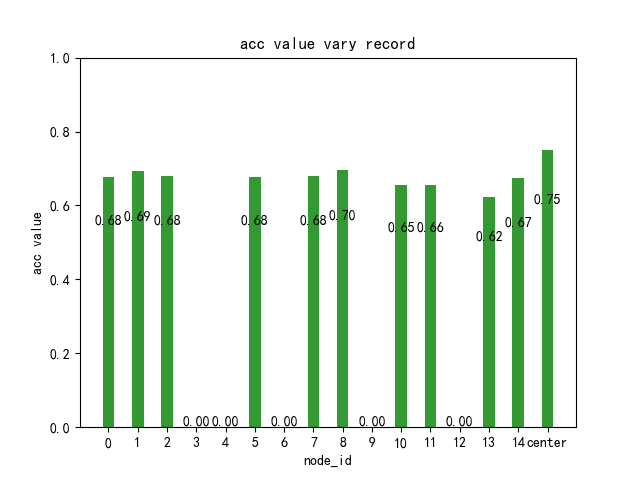 acc value vary record
1.0
0.8
0.6
0.4
0.2
0.0
acc value
0.68 0.69 0.68 0.00 0.00 0.68 0.00 0.68 0.70 0.00 0.65 0.66 0.00 0.62 0.67 0.75
0 1 2 3 4 5 6 7 8 9 10 11 12 13 14 center
node_id